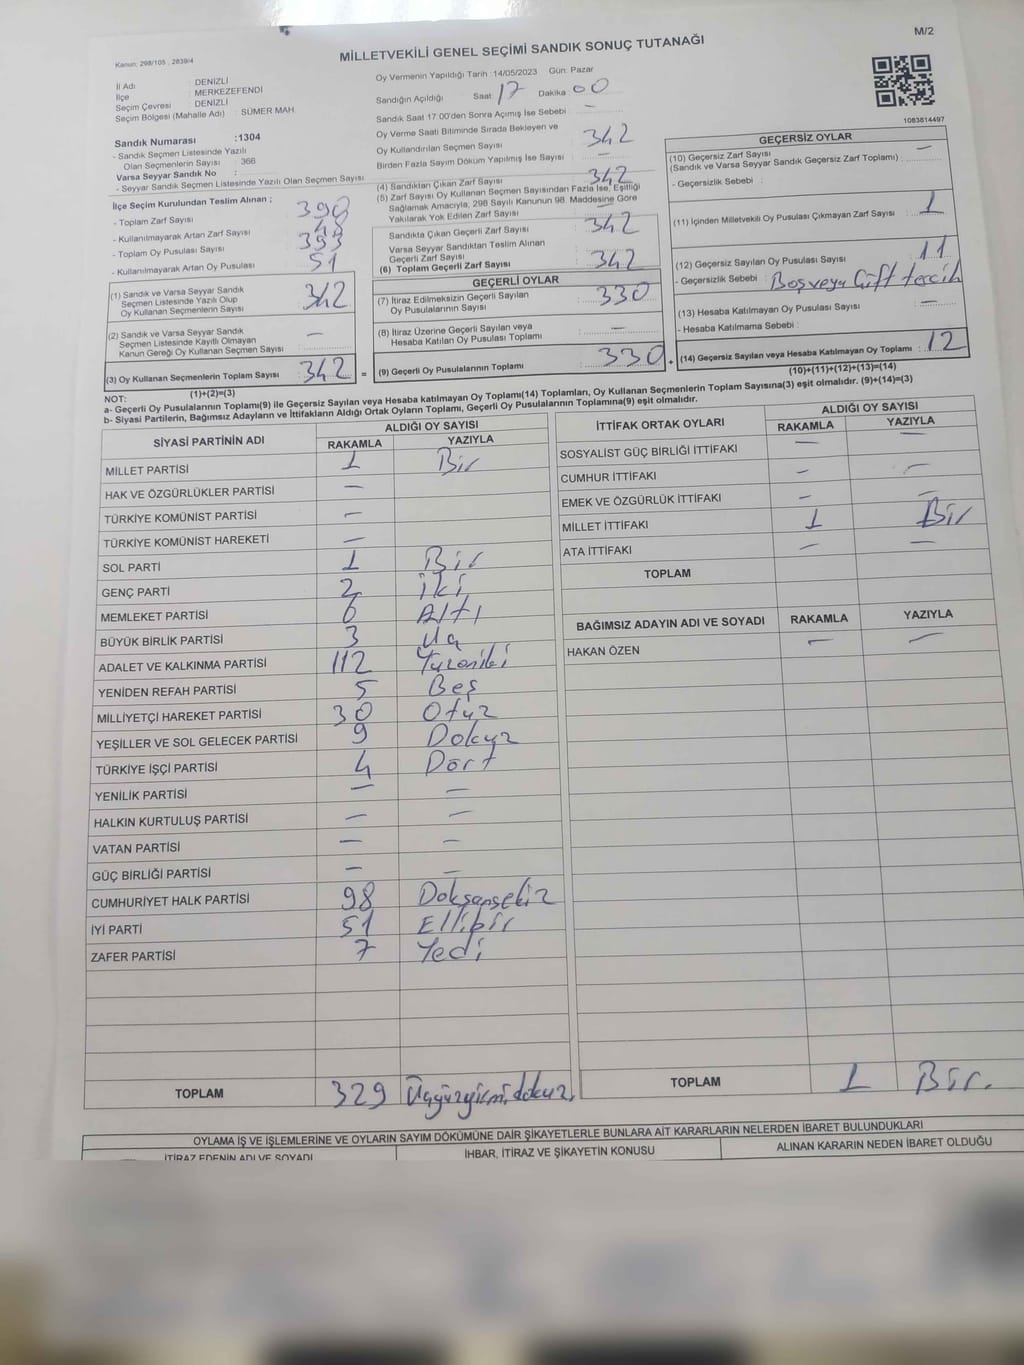 M/2
MİLLETVEKİLİ GENEL SEÇİMİ SANDIK SONUÇ TUTANAĞI
Kanun: 298/105 , 2839/4
İl Adı : DENİZLİ
İlçe : MERKEZEFENDİ
Seçim Çevresi : DENİZLİ
Seçim Bölgesi (Mahalle Adı) SÜMER MAH.
Sandık Numarası :1304
- Sandık Seçmen Listesinde Yazılı
Olan Seçmenlerin Sayısı : 366
Varsa Seyyar Sandık No :
- Seyyar Sandık Seçmen Listesinde Yazılı Olan Seçmen Sayısı
İlçe Seçim Kurulundan Teslim Alınan ;
- Toplam Zarf Sayısı : 390
- Kullanılmayarak Artan Zarf Sayısı : 48
- Toplam Oy Pusulası Sayısı : 393
- Kullanılmayarak Artan Oy Pusulası : 51
(1) Sandık ve Varsa Seyyar Sandık
Seçmen Listesinde Yazılı Olup
Oy Kullanan Seçmenlerin Sayısı : 342
(2) Sandık ve Varsa Seyyar Sandık
Seçmen Listesinde Kayıtlı Olmayan
Kanun Gereği Oy Kullanan Seçmen Sayısı : —
(3) Oy Kullanan Seçmenlerin Toplam Sayısı : 342 =
(1)+(2)=(3)
Oy Vermenin Yapıldığı Tarih :14/05/2023 Gün: Pazar
Sandığın Açıldığı Saat: 17 Dakika: 00
Sandık Saat 17.00'den Sonra Açımış İse Sebebi : —
Oy Verme Saati Bitiminde Sırada Bekleyen ve
Oy Kullandırılan Seçmen Sayısı : 342
Birden Fazla Sayım Döküm Yapılmış İse Sayısı : —
(4) Sandıktan Çıkan Zarf Sayısı : 342
(5) Zarf Sayısı Oy Kullanan Seçmen Sayısından Fazla İse, Eşitliği
Sağlamak Amacıyla, 298 Sayılı Kanunun 98. Maddesine Göre
Yakılarak Yok Edilen Zarf Sayısı : —
Sandıkta Çıkan Geçerli Zarf Sayısı : 342
Varsa Seyyar Sandıktan Teslim Alınan
Geçerli Zarf Sayısı : —
(6) Toplam Geçerli Zarf Sayısı : 342
GEÇERLİ OYLAR
(7) İtiraz Edilmeksizin Geçerli Sayılan
Oy Pusulalarının Sayısı : 330
(8) İtiraz Üzerine Geçerli Sayılan veya
Hesaba Katılan Oy Pusulası Toplamı : —
(9) Geçerli Oy Pusulalarının Toplamı : 330 +
1083814497
GEÇERSİZ OYLAR
(10) Geçersiz Zarf Sayısı : —
(Sandık ve Varsa Seyyar Sandık Geçersiz Zarf Toplamı)
- Geçersizlik Sebebi :
(11) İçinden Milletvekili Oy Pusulası Çıkmayan Zarf Sayısı : 1
(12) Geçersiz Sayılan Oy Pusulası Sayısı : 11
- Geçersizlik Sebebi : Boş veya Çift tercih
(13) Hesaba Katılmayan Oy Pusulası Sayısı : —
- Hesaba Katılmama Sebebi :
(14) Geçersiz Sayılan veya Hesaba Katılmayan Oy Toplamı : 12
(10)+(11)+(12)+(13)=(14)
NOT:
a- Geçerli Oy Pusulalarının Toplamı(9) ile Geçersiz Sayılan veya Hesaba katılmayan Oy Toplamı(14) Toplamları, Oy Kullanan Seçmenlerin Toplam Sayısına(3) eşit olmalıdır. (9)+(14)=(3)
b- Siyasi Partilerin, Bağımsız Adayların ve İttifakların Aldığı Ortak Oyların Toplamı, Geçerli Oy Pusulalarının Toplamına(9) eşit olmalıdır.
SİYASİ PARTİNİN ADI ALDIĞI OY SAYISI
RAKAMLA YAZIYLA
MİLLET PARTİSİ 1 Bir
HAK VE ÖZGÜRLÜKLER PARTİSİ —
TÜRKİYE KOMÜNİST PARTİSİ —
TÜRKİYE KOMÜNİST HAREKETİ —
SOL PARTİ 1 Bir
GENÇ PARTİ 2 İki
MEMLEKET PARTİSİ 6 Altı
BÜYÜK BİRLİK PARTİSİ 3 Üç
ADALET VE KALKINMA PARTİSİ 112 Yüzoniki
YENİDEN REFAH PARTİSİ 5 Beş
MİLLİYETÇİ HAREKET PARTİSİ 30 Otuz
YEŞİLLER VE SOL GELECEK PARTİSİ 9 Dokuz
TÜRKİYE İŞÇİ PARTİSİ 4 Dört
YENİLİK PARTİSİ — —
HALKIN KURTULUŞ PARTİSİ — —
VATAN PARTİSİ — —
GÜÇ BİRLİĞİ PARTİSİ — —
CUMHURİYET HALK PARTİSİ 98 Doksansekiz
İYİ PARTİ 51 Ellibir
ZAFER PARTİSİ 7 Yedi
TOPLAM 329 Üçyüzyirmidokuz.
İTTİFAK ORTAK OYLARI ALDIĞI OY SAYISI
RAKAMLA YAZIYLA
SOSYALİST GÜÇ BİRLİĞİ İTTİFAKI — —
CUMHUR İTTİFAKI — —
EMEK VE ÖZGÜRLÜK İTTİFAKI — —
MİLLET İTTİFAKI 1 Bir
ATA İTTİFAKI — —
TOPLAM
BAĞIMSIZ ADAYIN ADI VE SOYADI RAKAMLA YAZIYLA
HAKAN ÖZEN — —
TOPLAM 1 Bir.
OYLAMA İŞ VE İŞLEMLERİNE VE OYLARIN SAYIM DÖKÜMÜNE DAİR ŞİKAYETLERLE BUNLARA AİT KARARLARIN NELERDEN İBARET BULUNDUKLARI
İTİRAZ EDENİN ADI VE SOYADI İHBAR, İTİRAZ VE ŞİKAYETİN KONUSU ALINAN KARARIN NEDEN İBARET OLDUĞU